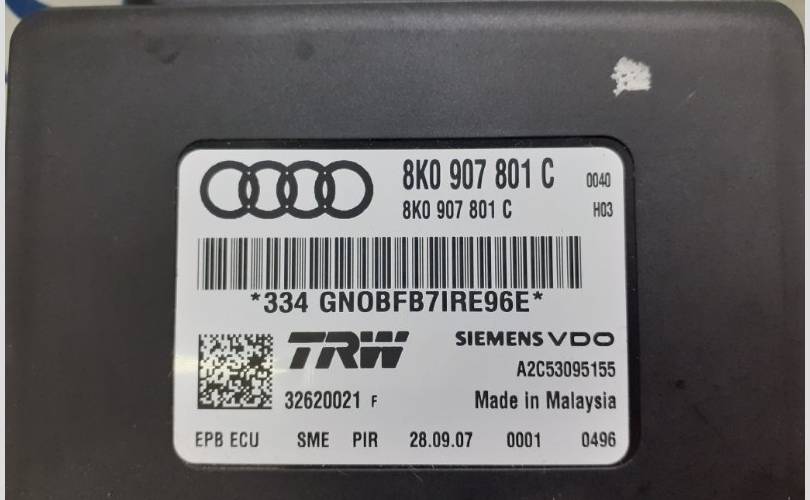 8K0 907 801 C 0040
8K0 907 801 C H03
*334 GN0BFB7IRE96E*
TRW SIEMENS VDO
A2C53095155
32620021 F Made in Malaysia
EPB ECU SME PIR 28.09.07 0001 0496